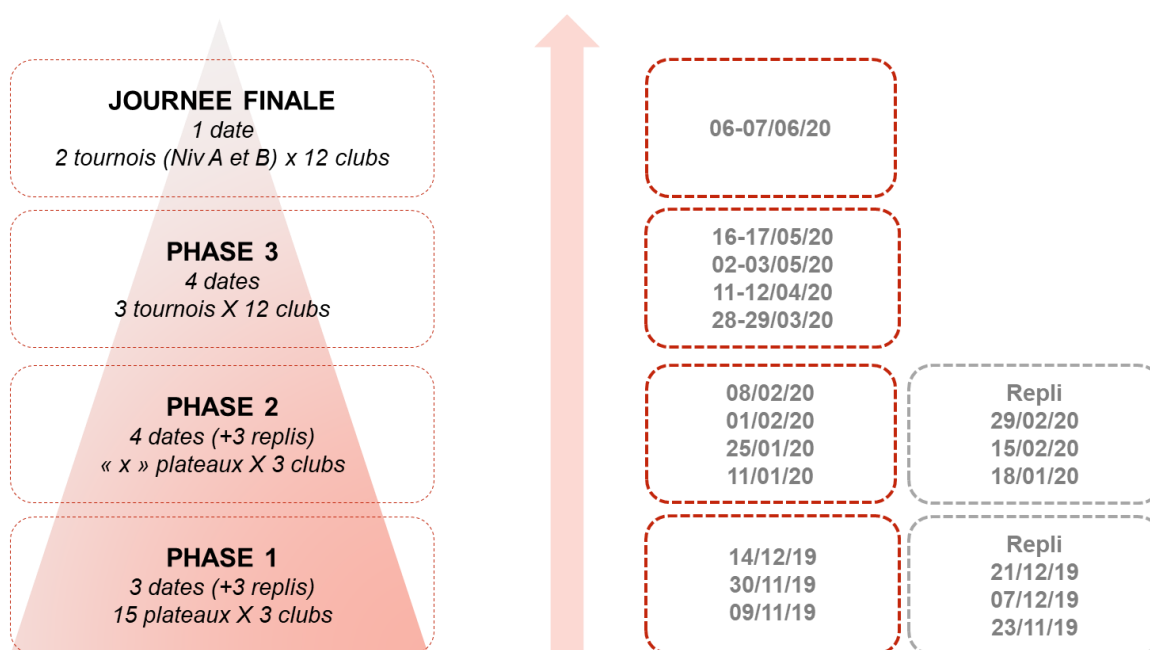 JOURNEE FINALE
1 date
2 tournois (Niv A et B) x 12 clubs
06-07/06/20
PHASE 3
4 dates
3 tournois X 12 clubs
16-17/05/20
02-03/05/20
11-12/04/20
28-29/03/20
PHASE 2
4 dates (+3 replis)
« x » plateaux X 3 clubs
08/02/20
01/02/20
25/01/20
11/01/20
Repli
29/02/20
15/02/20
18/01/20
PHASE 1
3 dates (+3 replis)
15 plateaux X 3 clubs
14/12/19
30/11/19
09/11/19
Repli
21/12/19
07/12/19
23/11/19